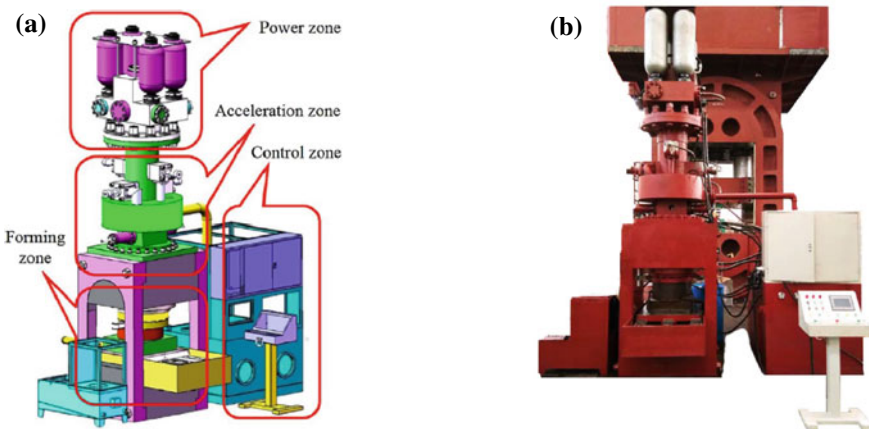 (a)
Power zone
Acceleration zone
Control zone
Forming
zone
(b)